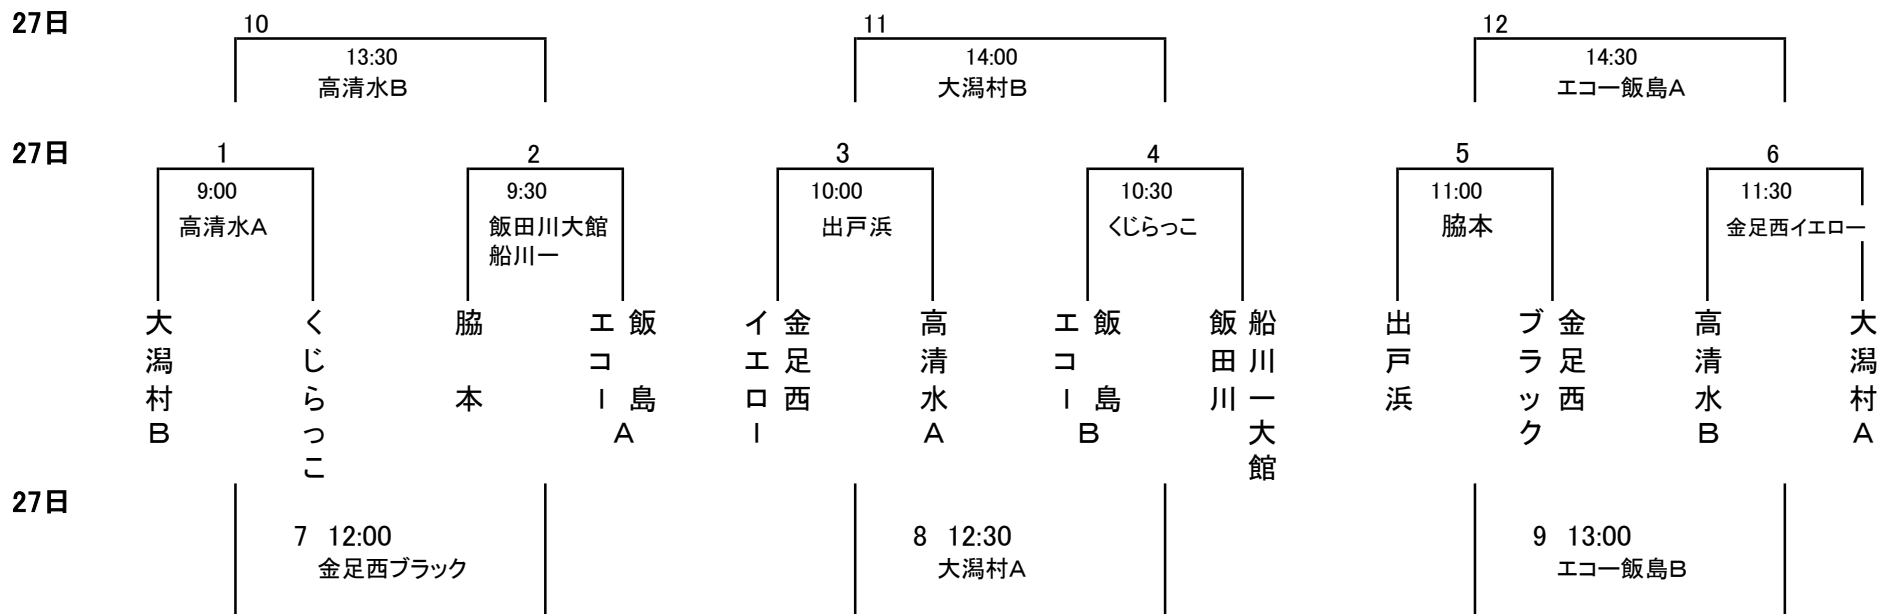 27日
10
11
12
13:30
高清水B
14:00
大潟村B
14:30
エコー飯島A
27日
1
2
3
4
5
6
9:00
高清水A
9:30
飯田川大館
船川一
10:00
出戸浜
10:30
くじらっこ
11:00
脇本
11:30
金足西イエロー
大潟村B
くじらっこ
脇本
飯島A
エコー
金足西
イエロー
高清水A
飯島B
エコー
船川一大館
飯田川
出戸浜
金足西
ブラック
高清水B
大潟村A
27日
7 12:00
金足西ブラック
8 12:30
大潟村A
9 13:00
エコー飯島B